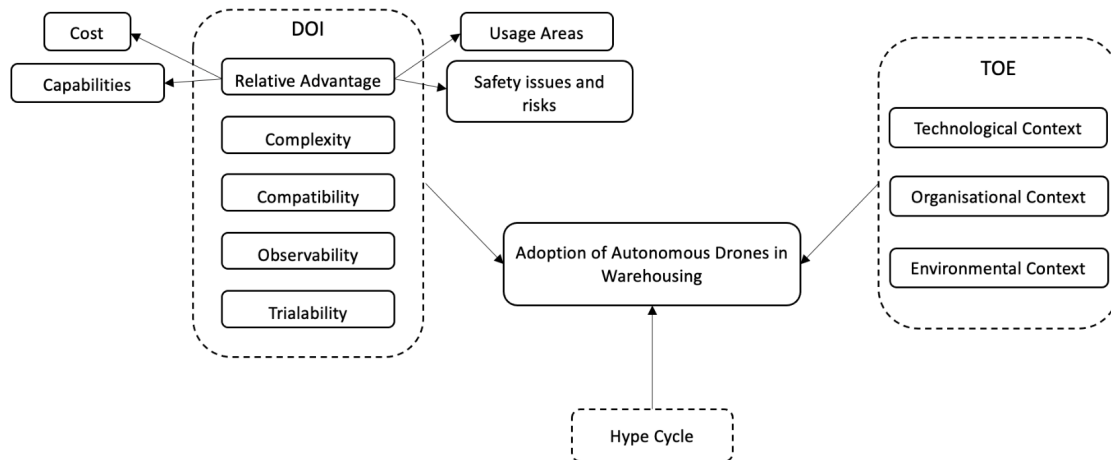 Cost
Capabilities
DOI
Relative Advantage
Complexity
Compatibility
Observability
Trialability
Usage Areas
Safety issues and
risks
Adoption of Autonomous Drones in
Warehousing
Hype Cycle
TOE
Technological Context
Organisational Context
Environmental Context